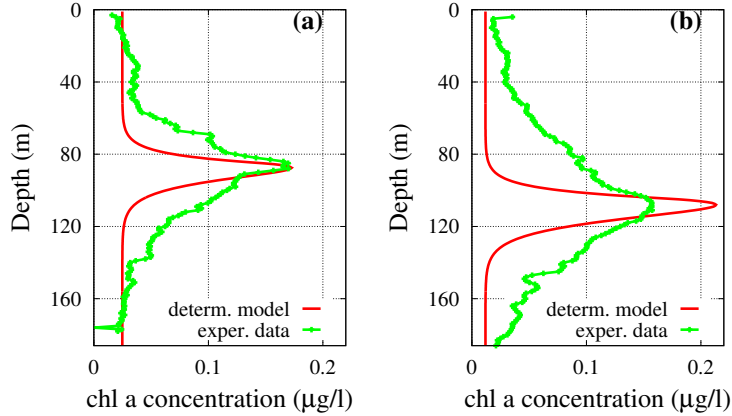 (a)
0
40
80
120
160
Depth (m)
determ. model
exper. data
0 0.1 0.2
chl a concentration (μg/l)
(b)
0
40
80
120
160
Depth (m)
determ. model
exper. data
0 0.1 0.2
chl a concentration (μg/l)